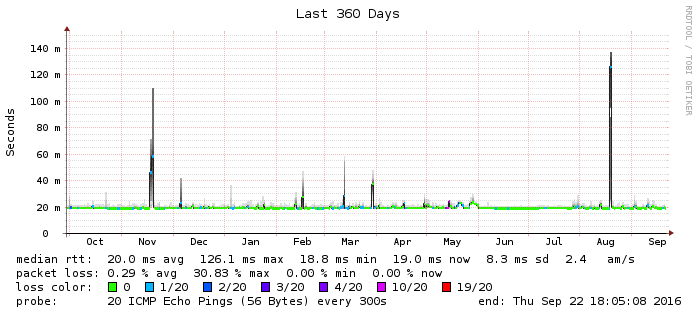 Last 360 Days
RRDTOOL / TOBI OETIKER
Seconds
140 m
120 m
100 m
80 m
60 m
40 m
20 m
0
Oct Nov Dec Jan Feb Mar Apr May Jun Jul Aug Sep
median rtt: 20.0 ms avg 126.1 ms max 18.8 ms min 19.0 ms now 8.3 ms sd 2.4 am/s
packet loss: 0.29 % avg 30.83 % max 0.00 % min 0.00 % now
loss color: 0 1/20 2/20 3/20 4/20 10/20 19/20
probe: 20 ICMP Echo Pings (56 Bytes) every 300s end: Thu Sep 22 18:05:08 2016